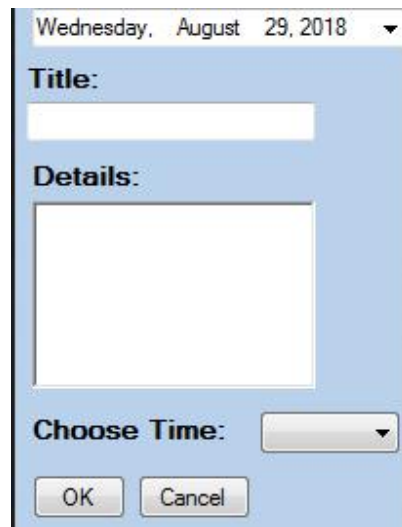 Wednesday, August 29, 2018
Title:
Details:
Choose Time:
OK Cancel